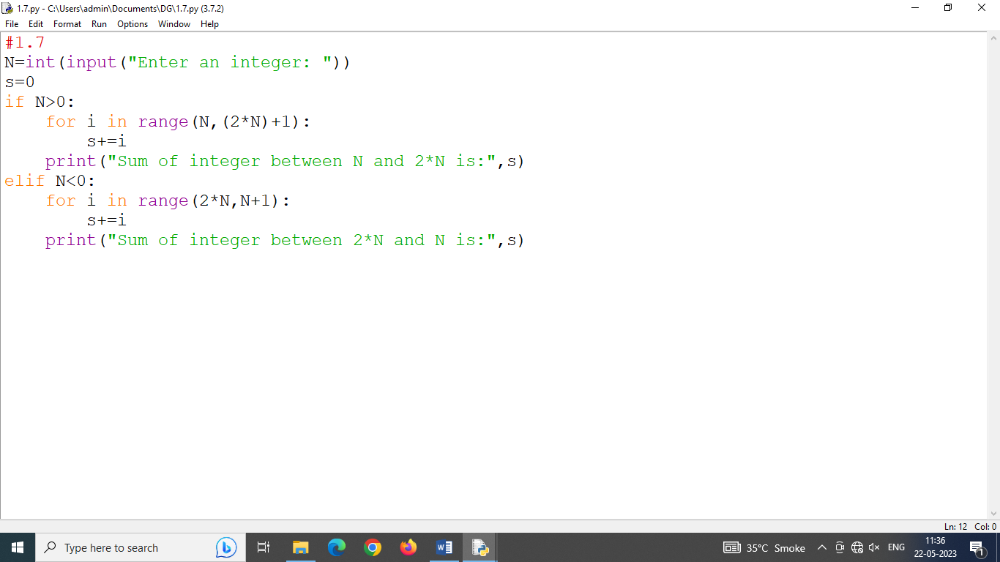 1.7.py - C:\Users\admin\Documents\DG\1.7.py (3.7.2)
File Edit Format Run Options Window Help
#1.7
N=int(input("Enter an integer: "))
s=0
if N>0:
    for i in range(N,(2*N)+1):
        s+=i
    print("Sum of integer between N and 2*N is:",s)
elif N<0:
    for i in range(2*N,N+1):
        s+=i
    print("Sum of integer between 2*N and N is:",s)
Ln: 12 Col: 0
Type here to search
35°C Smoke
ENG
11:36
22-05-2023
1